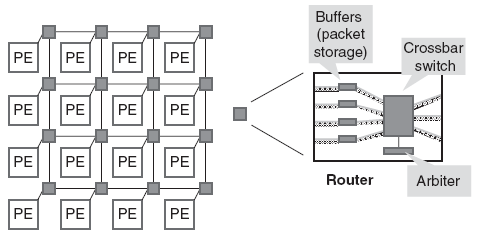 PE PE PE PE
PE PE PE PE
PE PE PE PE
PE PE PE PE
Buffers
(packet
storage)
Crossbar
switch
Router
Arbiter